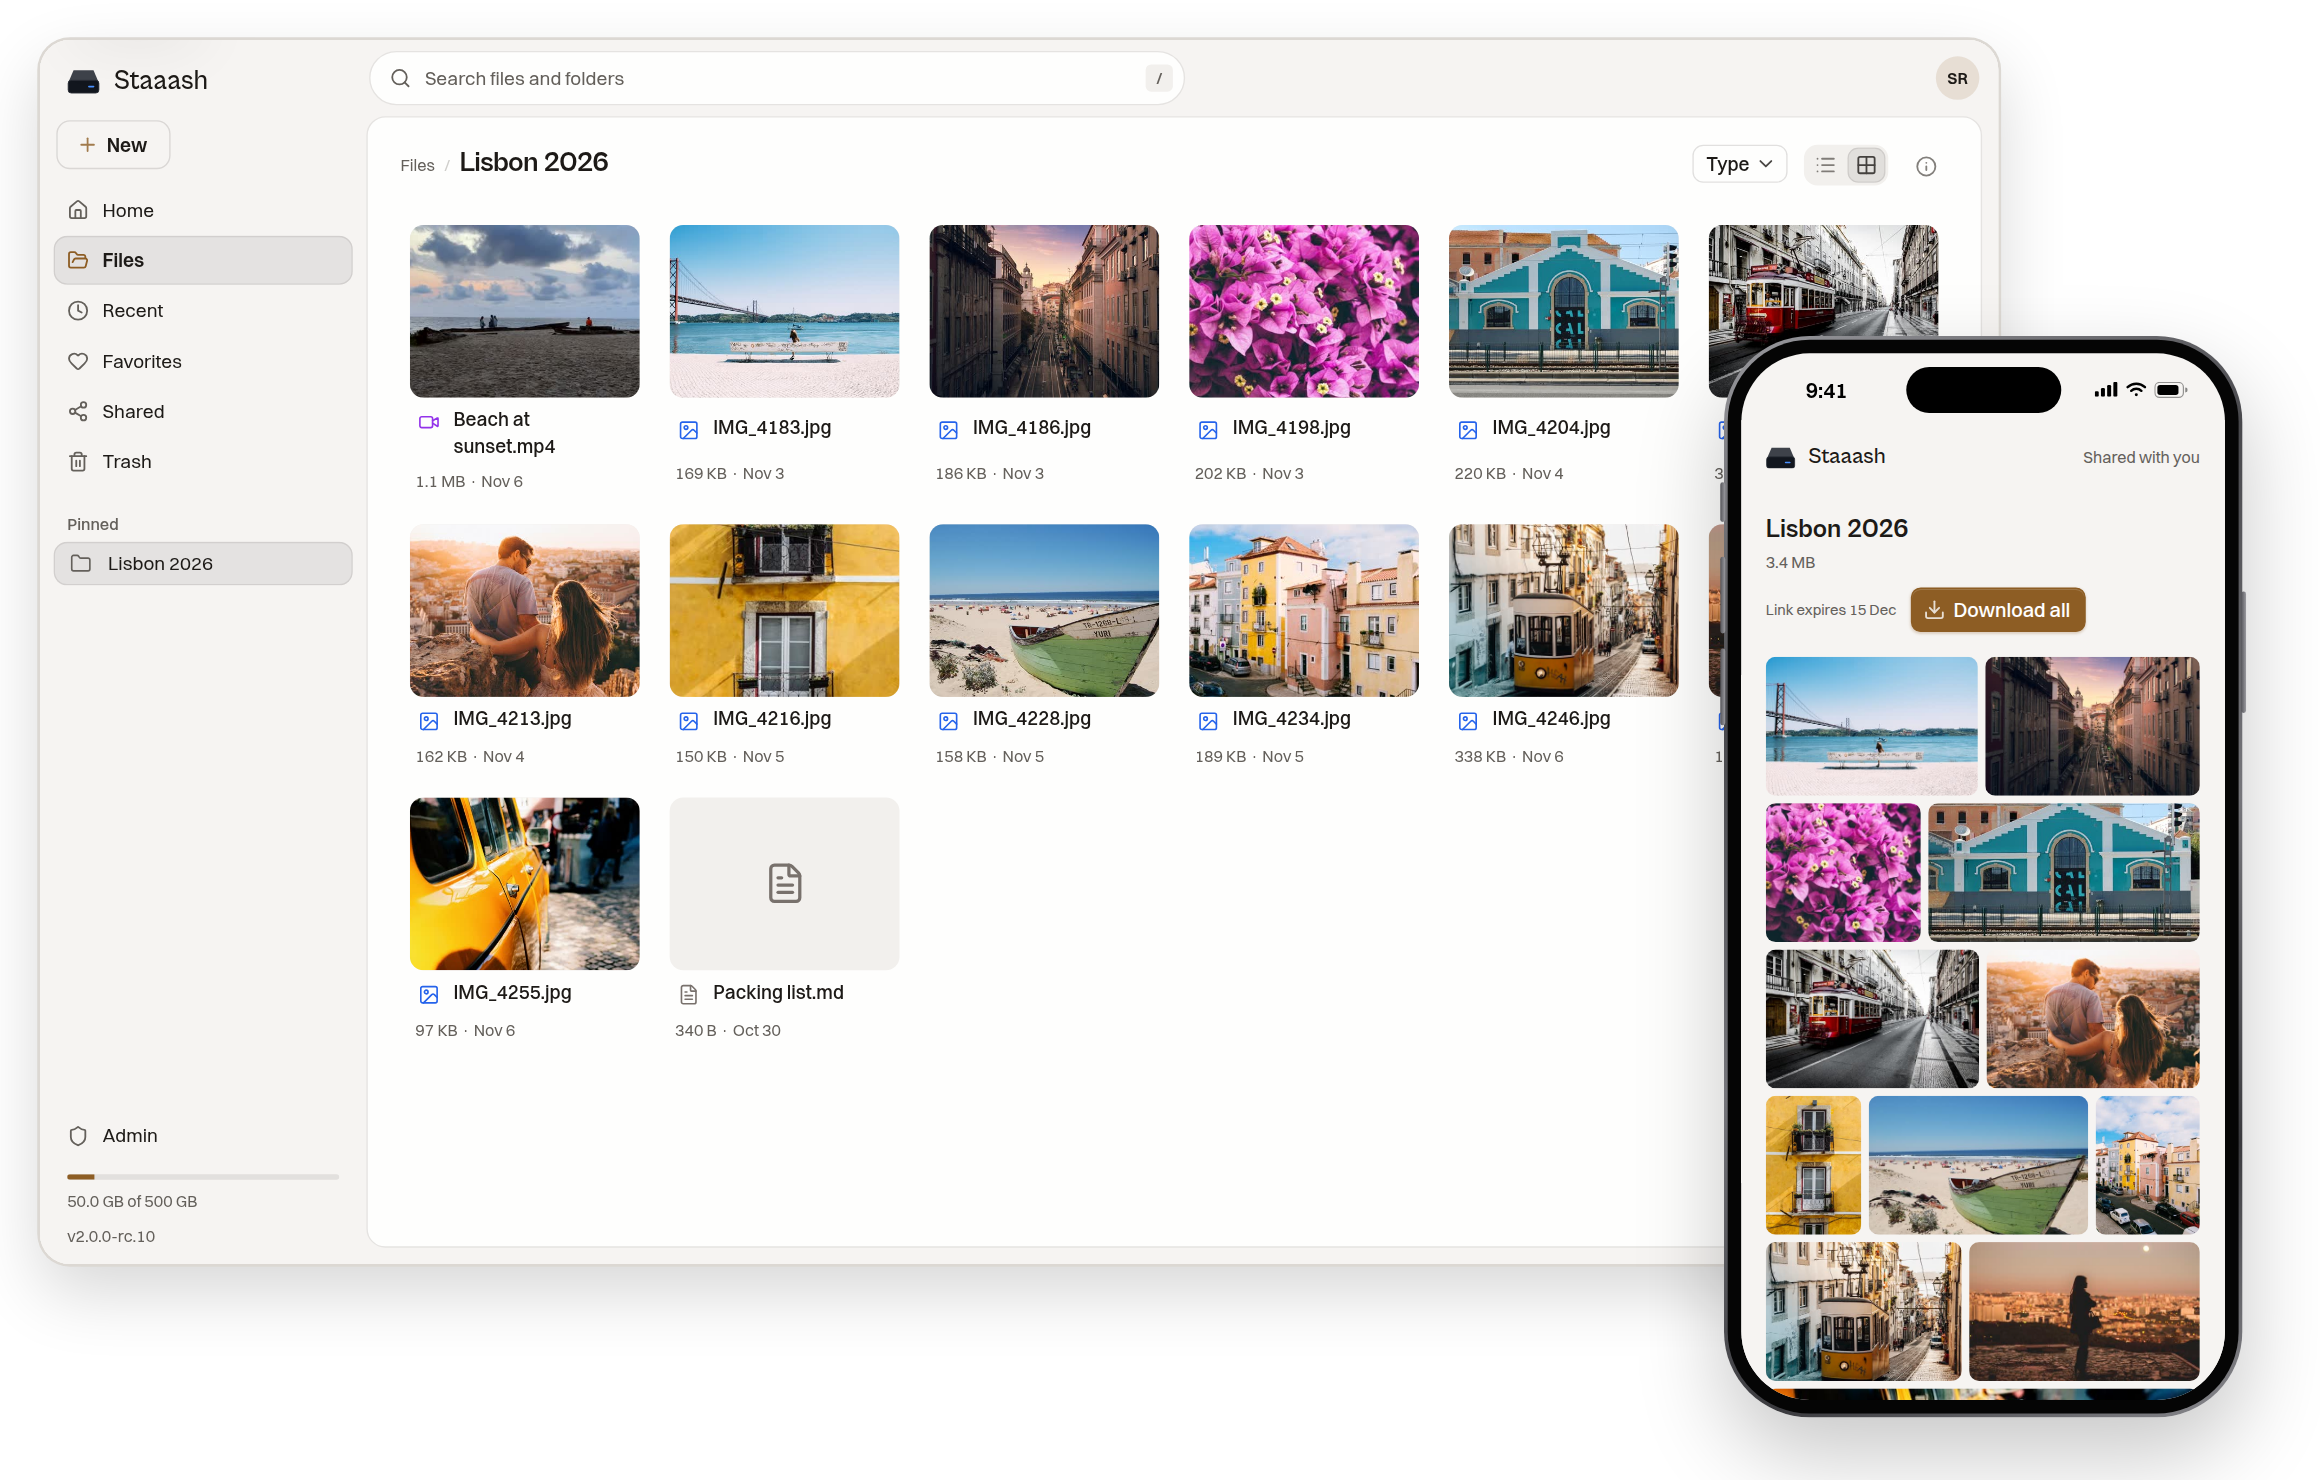 Staaash
Search files and folders
/
SR
New
Home
Files
Recent
Favorites
Shared
Trash
Pinned
Lisbon 2026
Admin
50.0 GB of 500 GB
v2.0.0-rc.10
Files / Lisbon 2026
Type
Beach at
sunset.mp4
1.1 MB · Nov 6
IMG_4183.jpg
169 KB · Nov 3
IMG_4186.jpg
186 KB · Nov 3
IMG_4198.jpg
202 KB · Nov 3
IMG_4204.jpg
220 KB · Nov 4
3
IMG_4213.jpg
162 KB · Nov 4
IMG_4216.jpg
150 KB · Nov 5
IMG_4228.jpg
158 KB · Nov 5
IMG_4234.jpg
189 KB · Nov 5
IMG_4246.jpg
338 KB · Nov 6
1
YURI
IMG_4255.jpg
97 KB · Nov 6
Packing list.md
340 B · Oct 30
9:41
Staaash
Shared with you
Lisbon 2026
3.4 MB
Link expires 15 Dec
Download all